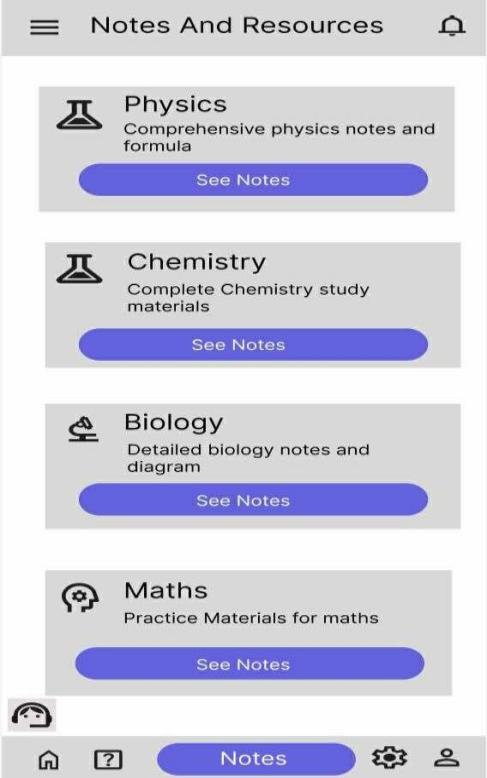 Notes And Resources
Physics
Comprehensive physics notes and
formula
See Notes
Chemistry
Complete Chemistry study
materials
See Notes
Biology
Detailed biology notes and
diagram
See Notes
Maths
Practice Materials for maths
See Notes
?
Notes